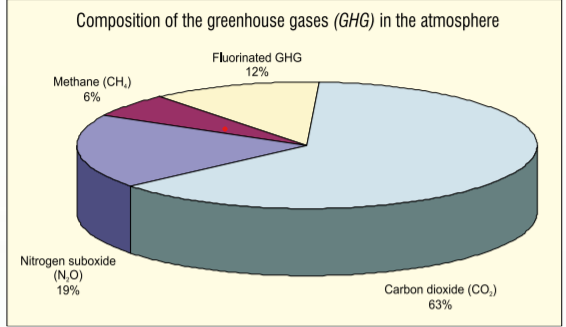 Composition of the greenhouse gases (GHG) in the atmosphere
Fluorinated GHG
12%
Methane (CH₄)
6%
Nitrogen suboxide
(N₂O)
19%
Carbon dioxide (CO₂)
63%